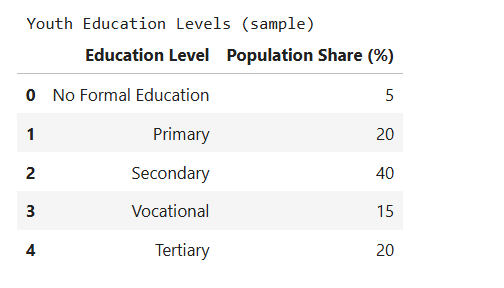 Youth Education Levels (sample)
Education Level Population Share (%)
0 No Formal Education 5
1 Primary 20
2 Secondary 40
3 Vocational 15
4 Tertiary 20